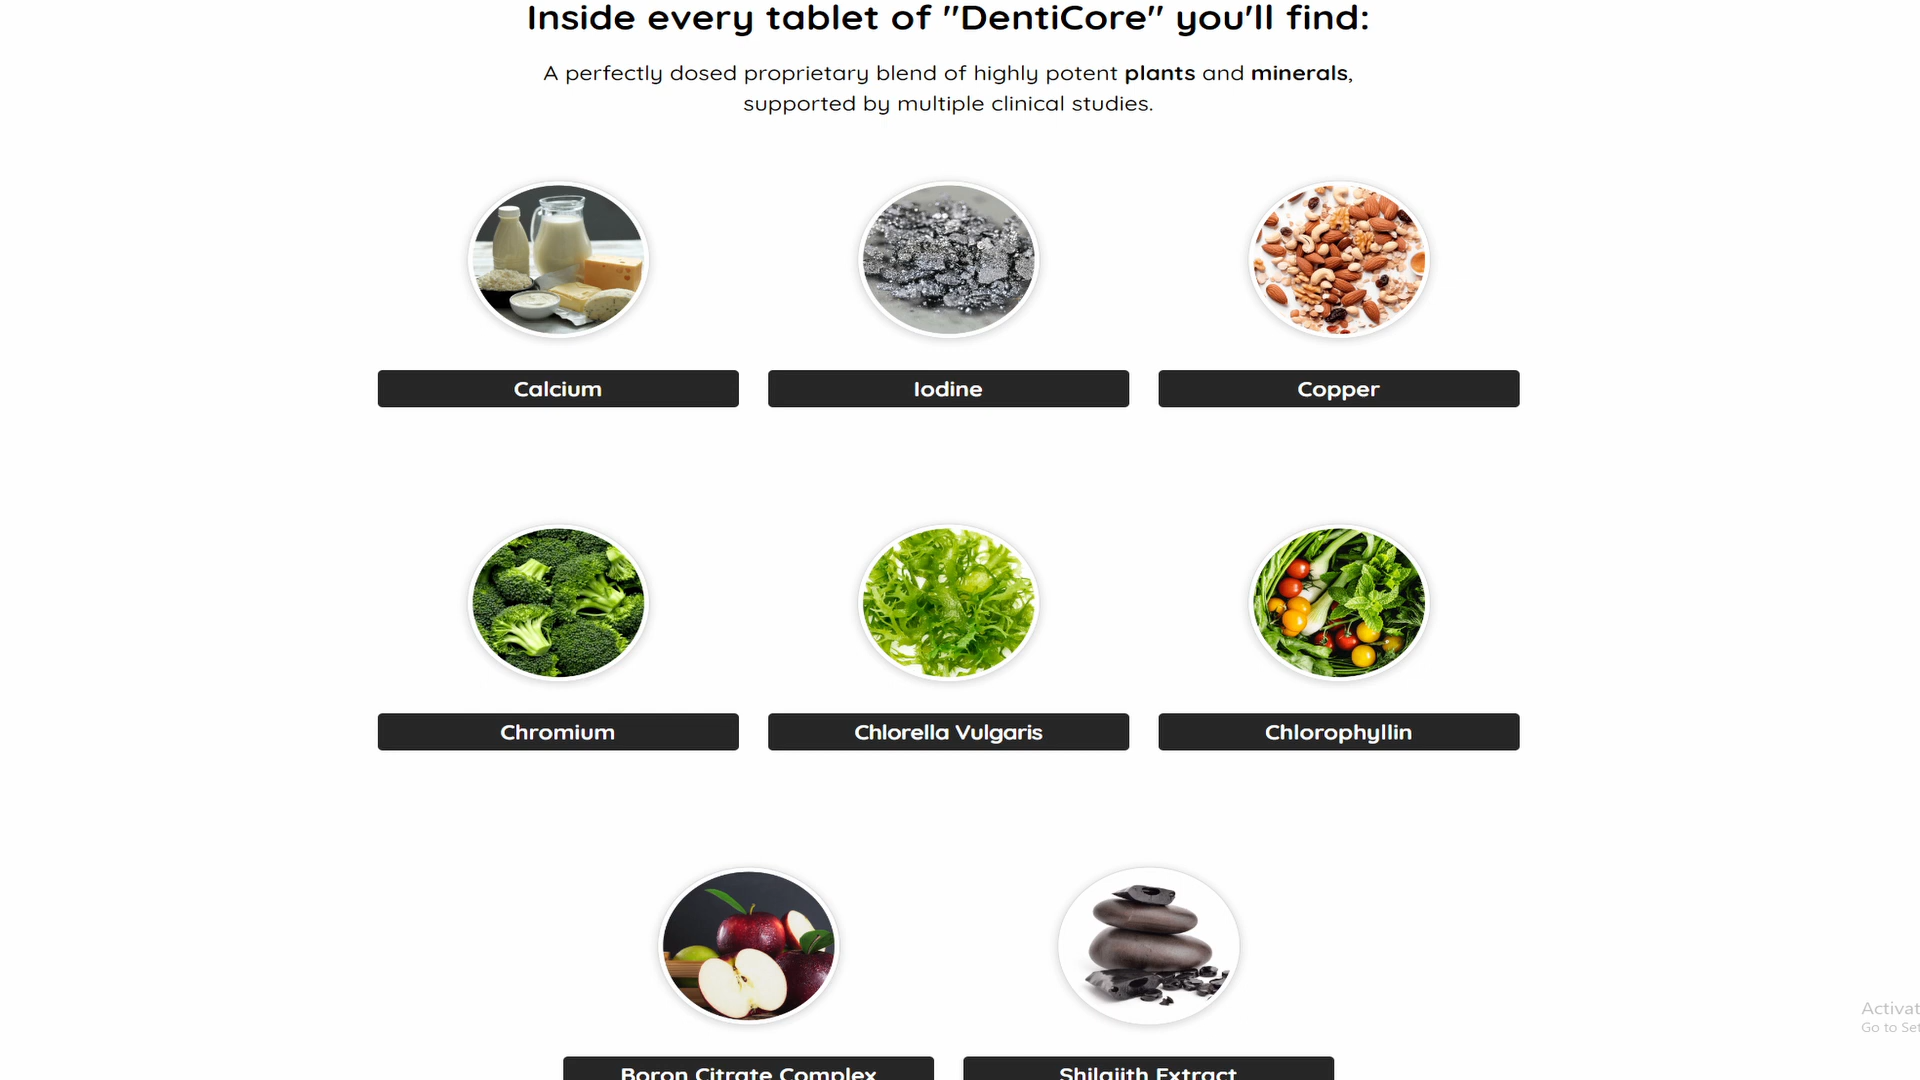 Inside every tablet of "DentiCore" you'll find:
A perfectly dosed proprietary blend of highly potent plants and minerals,
supported by multiple clinical studies.
Calcium
Iodine
Copper
Chromium
Chlorella Vulgaris
Chlorophyllin
Boron Citrate Complex
Shilajith Extract
Activat
Go to Set